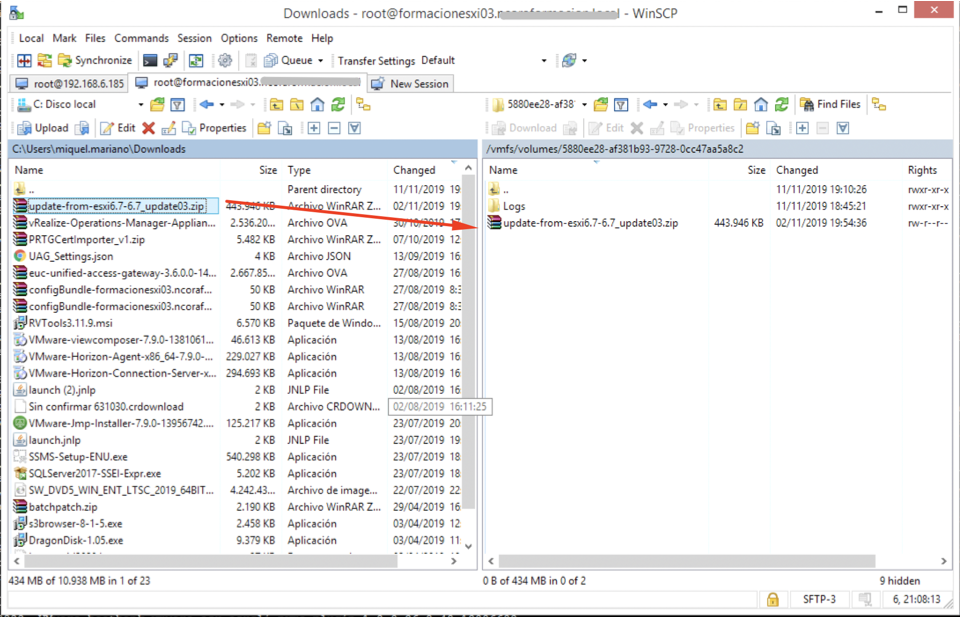 Downloads - root@formacionesxi03. - WinSCP
Local Mark Files Commands Session Options Remote Help
Synchronize Queue Transfer Settings Default
root@192.168.6.185 root@formacionesxi03. New Session
C: Disco local 5880ee28-af38 Find Files
Upload Edit Properties Download Edit Properties
C:\Users\miquel.mariano\Downloads /vmfs/volumes/5880ee28-af381b93-9728-0cc47aa5a8c2
Name Size Type Changed Name Size Changed Rights
.. Parent directory 11/11/2019 19 .. 11/11/2019 19:10:26 rwxr-xr-x
update-from-esxi6.7-6.7_update03.zip 443.946 KB Archivo WinRAR Z... 02/11/2019 19 Logs 11/11/2019 18:45:21 rwxr-xr-x
vRealize-Operations-Manager-Applian... 2.536.20... Archivo OVA 30/10/2019 17 update-from-esxi6.7-6.7_update03.zip 443.946 KB 02/11/2019 19:54:36 rw-r--r--
PRTGCertImporter_v1.zip 5.482 KB Archivo WinRAR Z... 07/10/2019 12
UAG_Settings.json 4 KB Archivo JSON 13/09/2019 16
euc-unified-access-gateway-3.6.0.0-14... 2.667.85... Archivo OVA 27/08/2019 16
configBundle-formacionesxi03.ncoraf... 50 KB Archivo WinRAR 27/08/2019 8:3
configBundle-formacionesxi03.ncoraf... 50 KB Archivo WinRAR 27/08/2019 8:3
RVTools3.11.9.msi 6.570 KB Paquete de Windo... 15/08/2019 20
VMware-viewcomposer-7.9.0-1381061... 46.613 KB Aplicación 13/08/2019 16
VMware-Horizon-Agent-x86_64-7.9.0-... 229.027 KB Aplicación 13/08/2019 16
VMware-Horizon-Connection-Server-x... 294.693 KB Aplicación 13/08/2019 16
launch (2).jnlp 2 KB JNLP File 02/08/2019 16
Sin confirmar 631030.crdownload 2 KB Archivo CRDOWN... 02/08/2019 16:11:25
VMware-Jmp-Installer-7.9.0-13956742.... 125.217 KB Aplicación 23/07/2019 20
launch.jnlp 2 KB JNLP File 23/07/2019 19
SSMS-Setup-ENU.exe 540.298 KB Aplicación 23/07/2019 18
SQLServer2017-SSEI-Expr.exe 5.202 KB Aplicación 23/07/2019 18
SW_DVD5_WIN_ENT_LTSC_2019_64BIT... 4.242.43... Archivo de image... 22/07/2019 22
batchpatch.zip 2.190 KB Archivo WinRAR Z... 29/04/2019 16
s3browser-8-1-5.exe 2.458 KB Aplicación 03/04/2019 12
DragonDisk-1.05.exe 9.379 KB Aplicación 03/04/2019 11
434 MB of 10.938 MB in 1 of 23 0 B of 434 MB in 0 of 2 9 hidden
SFTP-3 6, 21:08:13